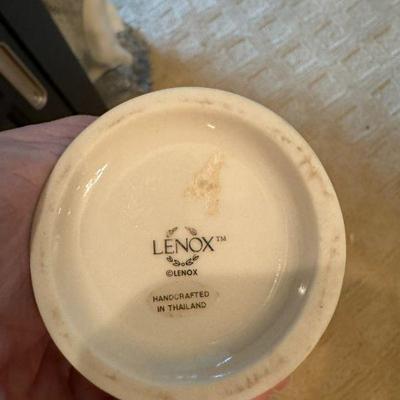 LENOX™
©LENOX
HANDCRAFTED
IN THAILAND